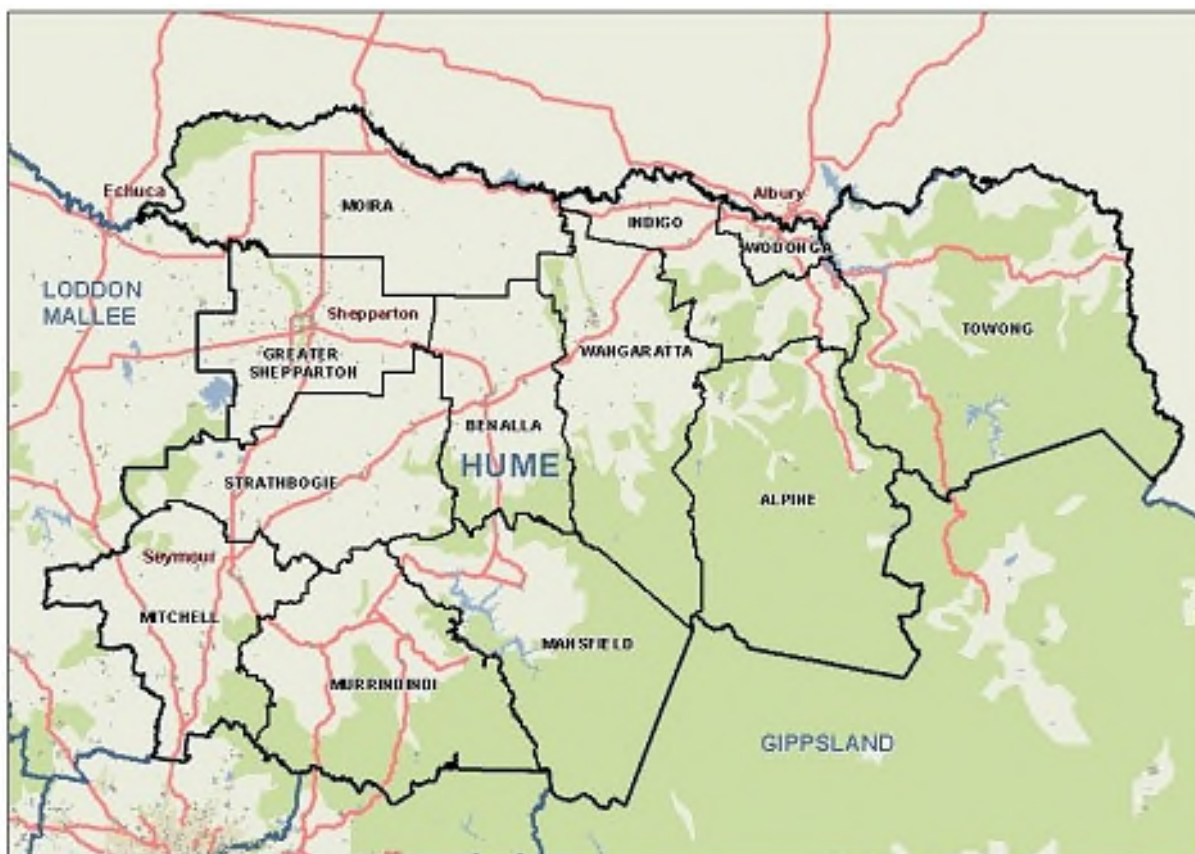 Echuca
MOIRA
Albury
INDIGO
WODONGA
LODDON
MALLEE
Shepparton
TOWONG
GREATER
SHEPPARTON
WANGARATTA
BENALLA
HUME
STRATHBOGIE
ALPINE
Seymour
MITCHELL
MANSFIELD
MURRINDINDI
GIPPSLAND